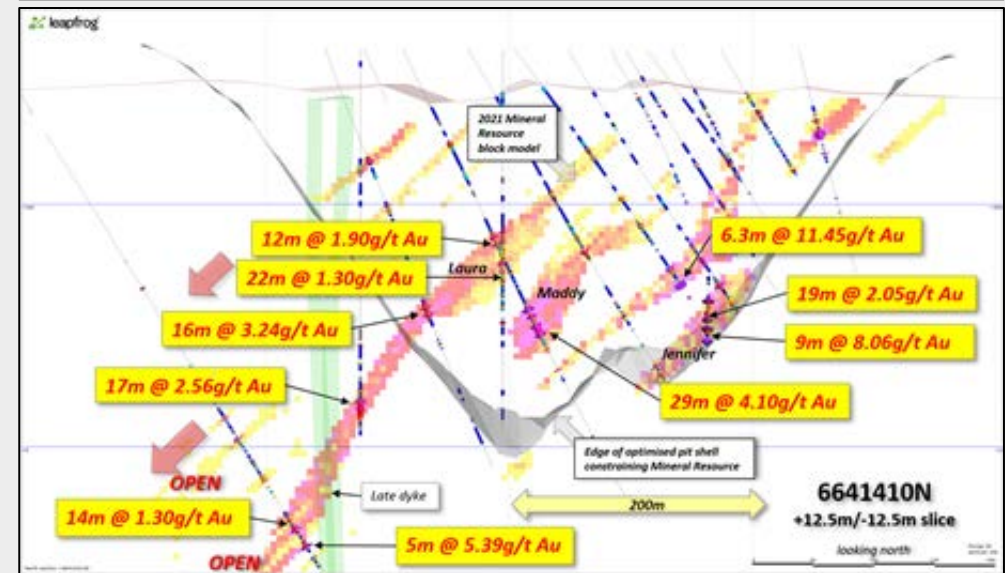 leapfrog
2021 Mineral
Resource
block model
12m @ 1.90g/t Au
6.3m @ 11.45g/t Au
Laura
22m @ 1.30g/t Au
Maddy
19m @ 2.05g/t Au
16m @ 3.24g/t Au
9m @ 8.06g/t Au
Jennifer
17m @ 2.56g/t Au
29m @ 4.10g/t Au
Edge of optimised pit shell
constraining Mineral Resource
OPEN
Late dyke
200m
6641410N
+12.5m/-12.5m slice
14m @ 1.30g/t Au
5m @ 5.39g/t Au
looking north
OPEN